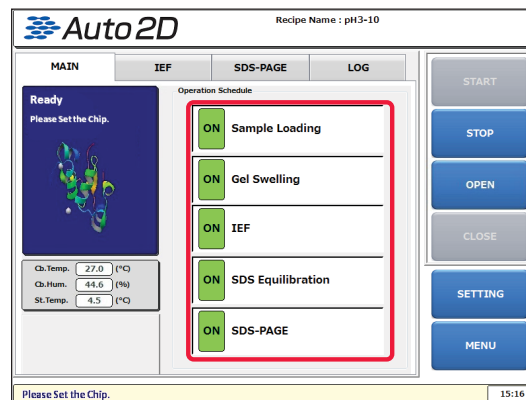 Auto2D
Recipe Name : pH3-10
MAIN
IEF
SDS-PAGE
LOG
Ready
Please Set the Chip.
Operation Schedule
ON Sample Loading
ON Gel Swelling
ON IEF
ON SDS Equilibration
ON SDS-PAGE
Cb.Temp. 27.0 (°C)
Cb.Hum. 44.6 (%)
St.Temp. 4.5 (°C)
START
STOP
OPEN
CLOSE
SETTING
MENU
Please Set the Chip.
15:16